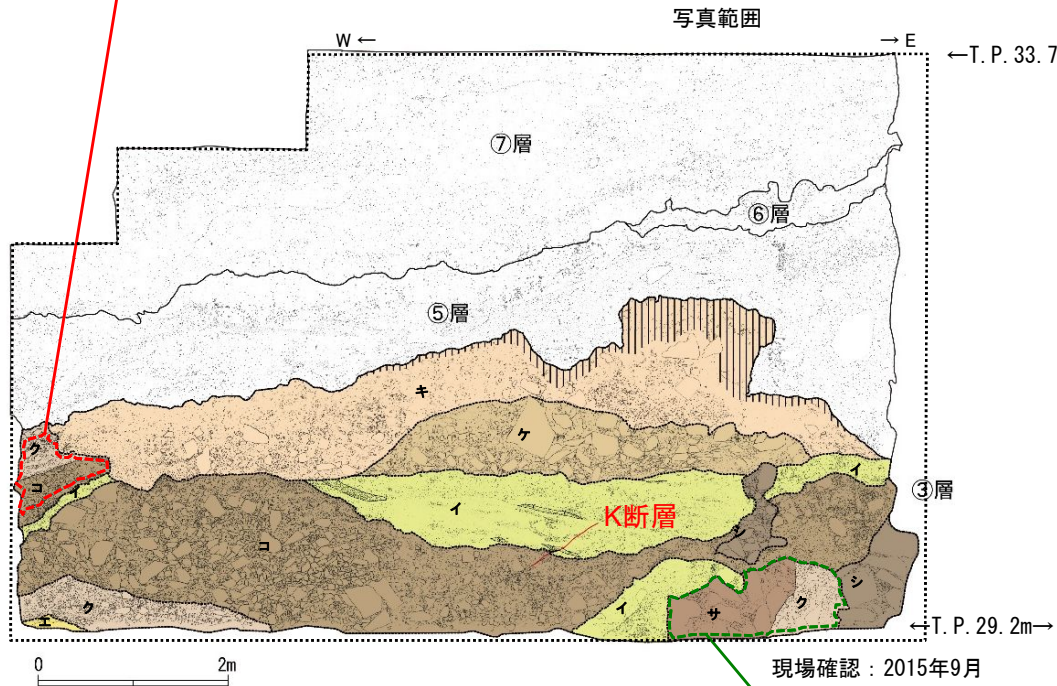 写真範囲
W ←
→ E
←T.P. 33.7
⑦層
⑥層
⑤層
キ
ケ
ク
コ
イ
イ
③層
イ
K断層
シ
コ
シ
ク
エ
イ
サ
ク
←T.P. 29.2m→
0
2m
現場確認：2015年9月